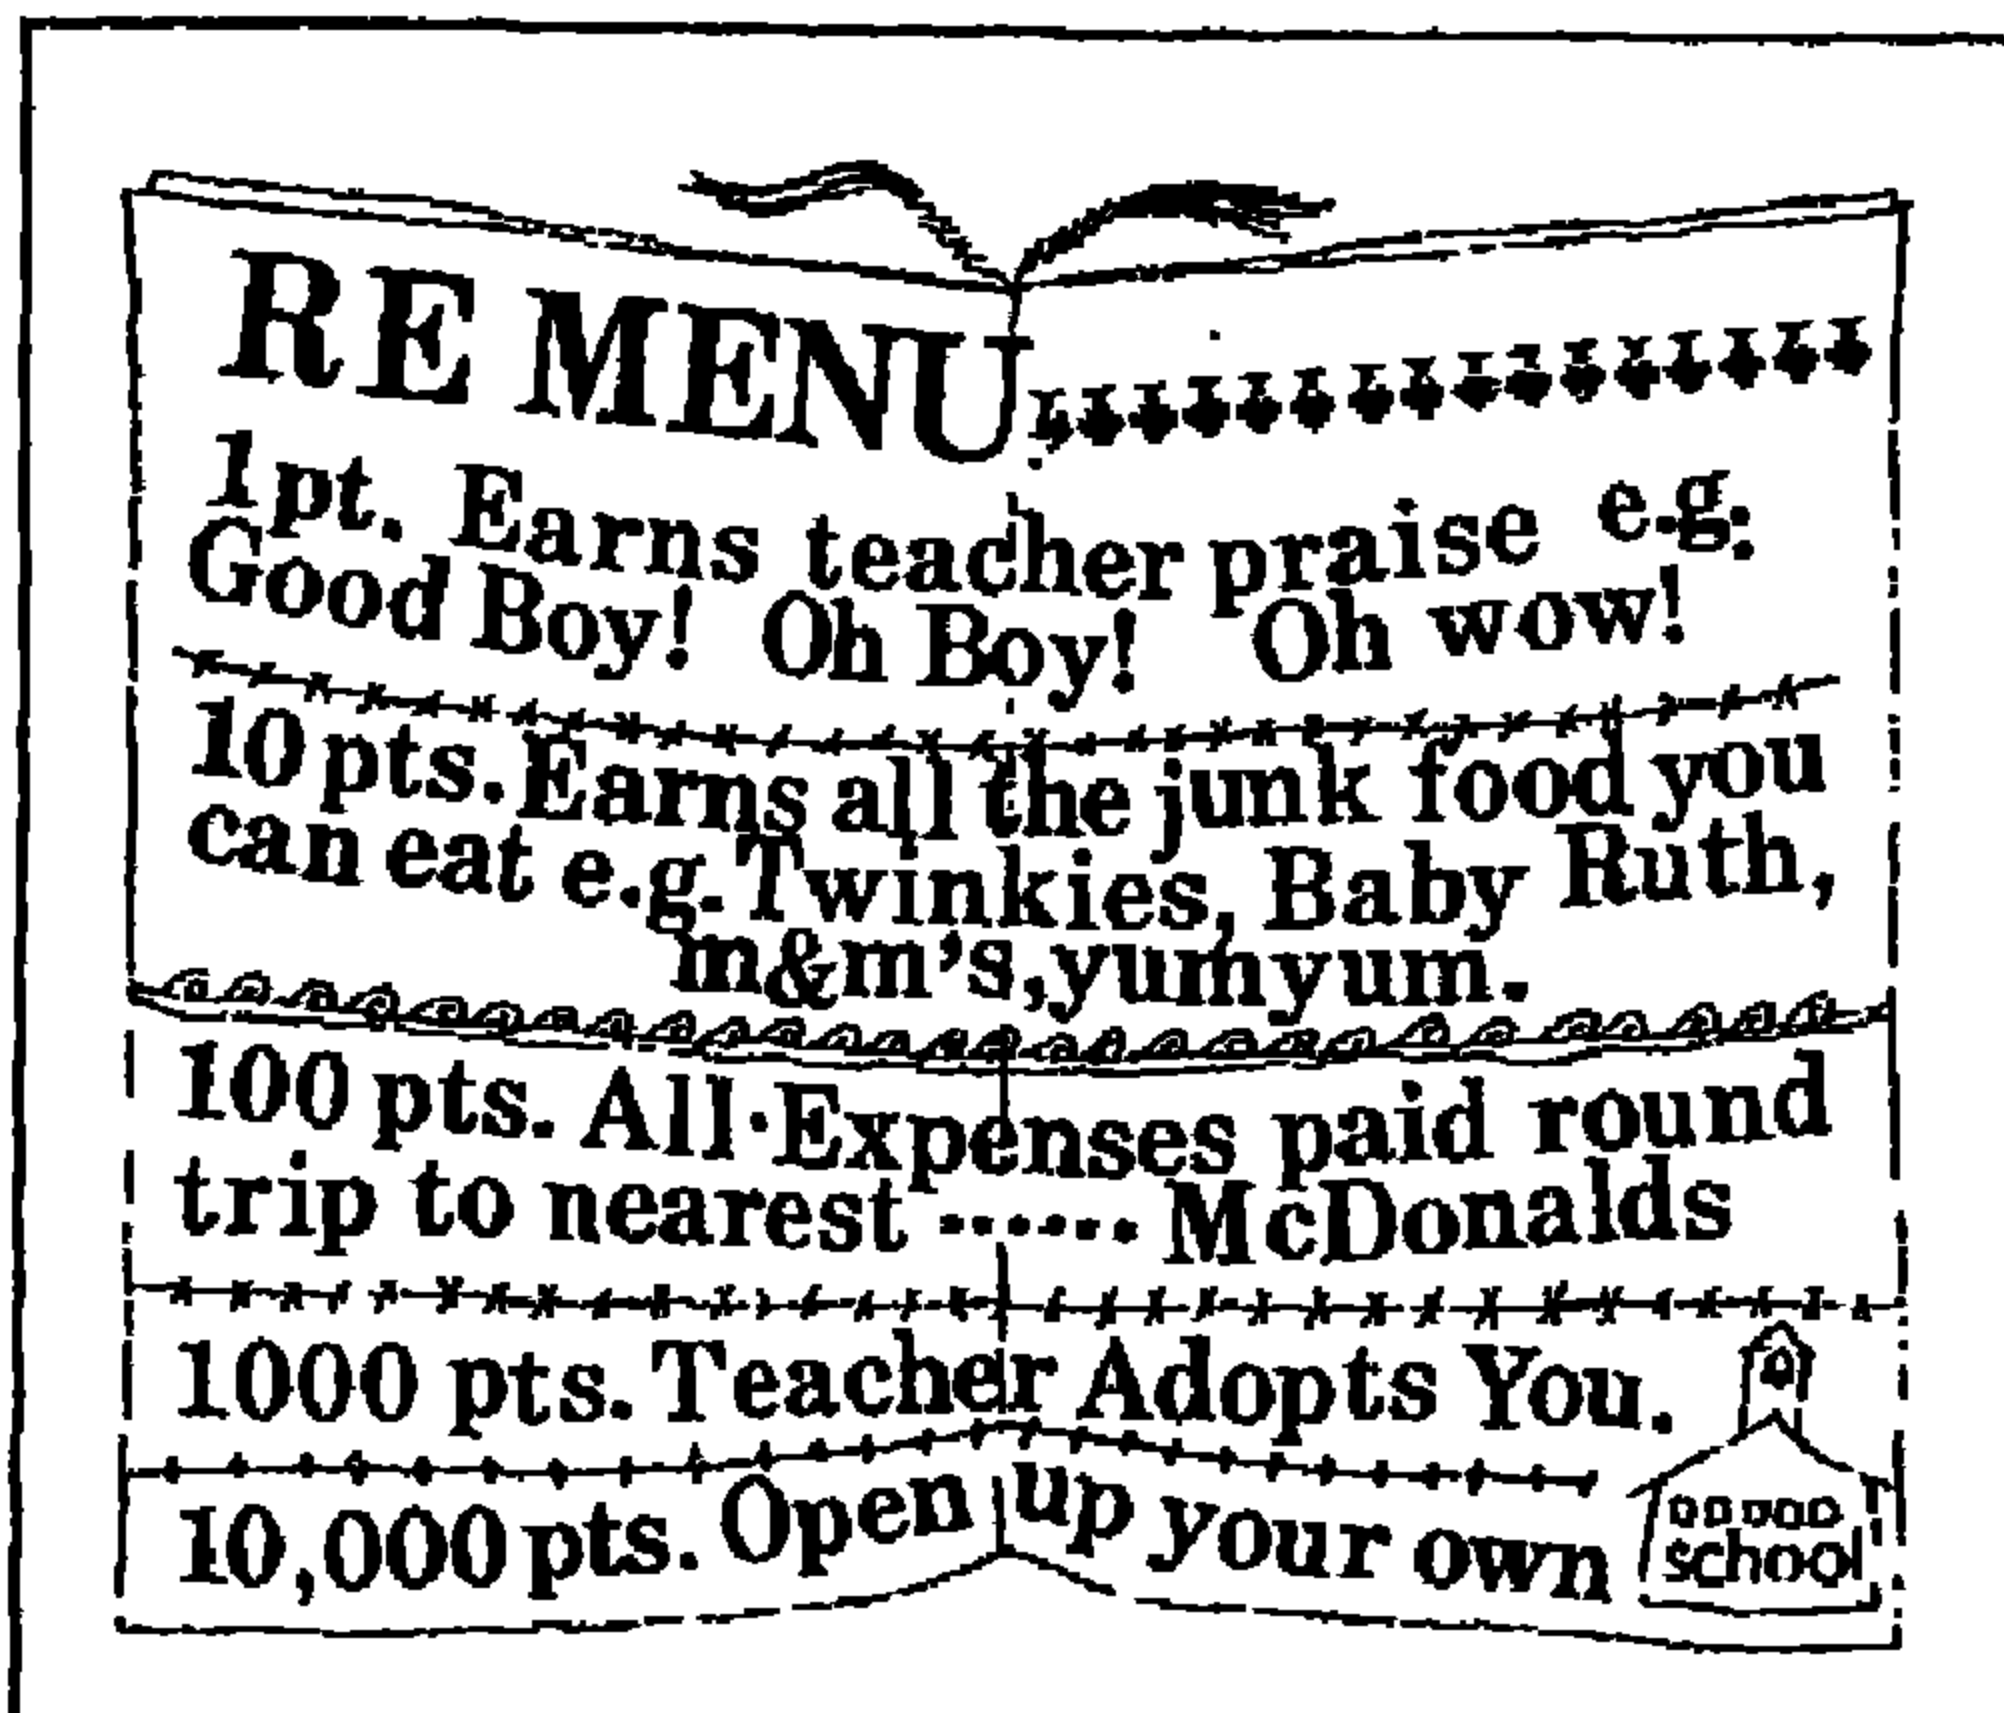 RE MENU
1 pt. Earns teacher praise e.g.
Good Boy! Oh Boy! Oh wow!
10 pts. Earns all the junk food you
can eat e.g. Twinkies, Baby Ruth,
m&m's, yumyum.
100 pts. All·Expenses paid round
trip to nearest ...... McDonalds
1000 pts. Teacher Adopts You.
10,000 pts. Open up your own
school